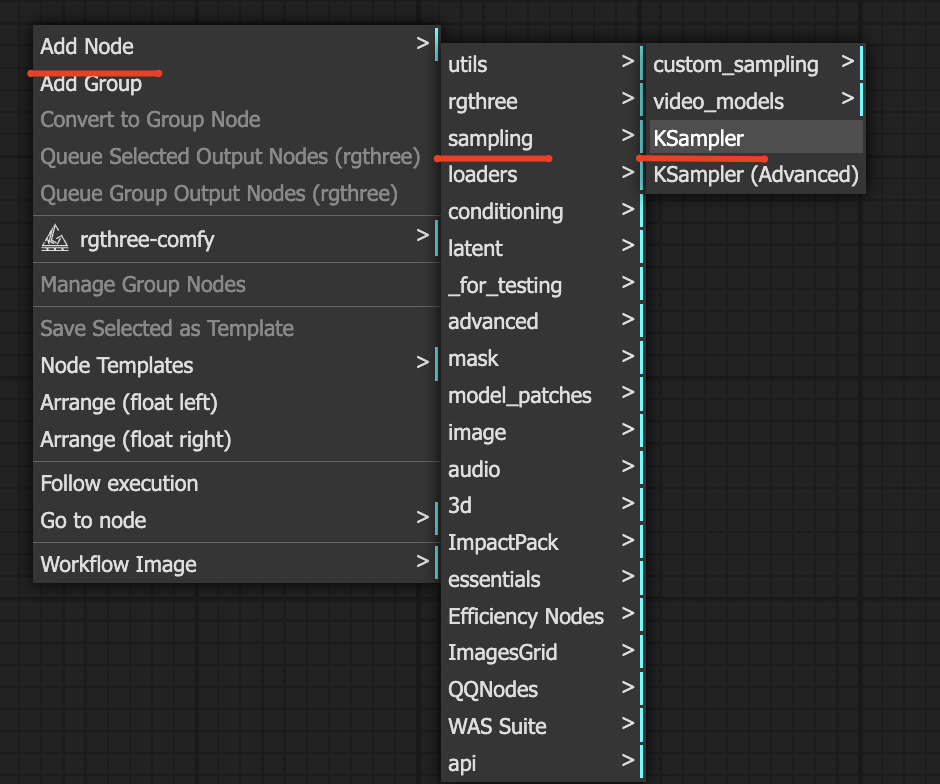 Add Node >
Add Group
Convert to Group Node
Queue Selected Output Nodes (rgthree)
Queue Group Output Nodes (rgthree)
rgthree-comfy >
Manage Group Nodes
Save Selected as Template
Node Templates >
Arrange (float left)
Arrange (float right)
Follow execution
Go to node >
Workflow Image >
utils >
rgthree >
sampling >
loaders >
conditioning >
latent >
_for_testing >
advanced >
mask >
model_patches >
image >
audio >
3d >
ImpactPack >
essentials >
Efficiency Nodes >
ImagesGrid >
QQNodes >
WAS Suite >
api >
custom_sampling >
video_models >
KSampler
KSampler (Advanced)